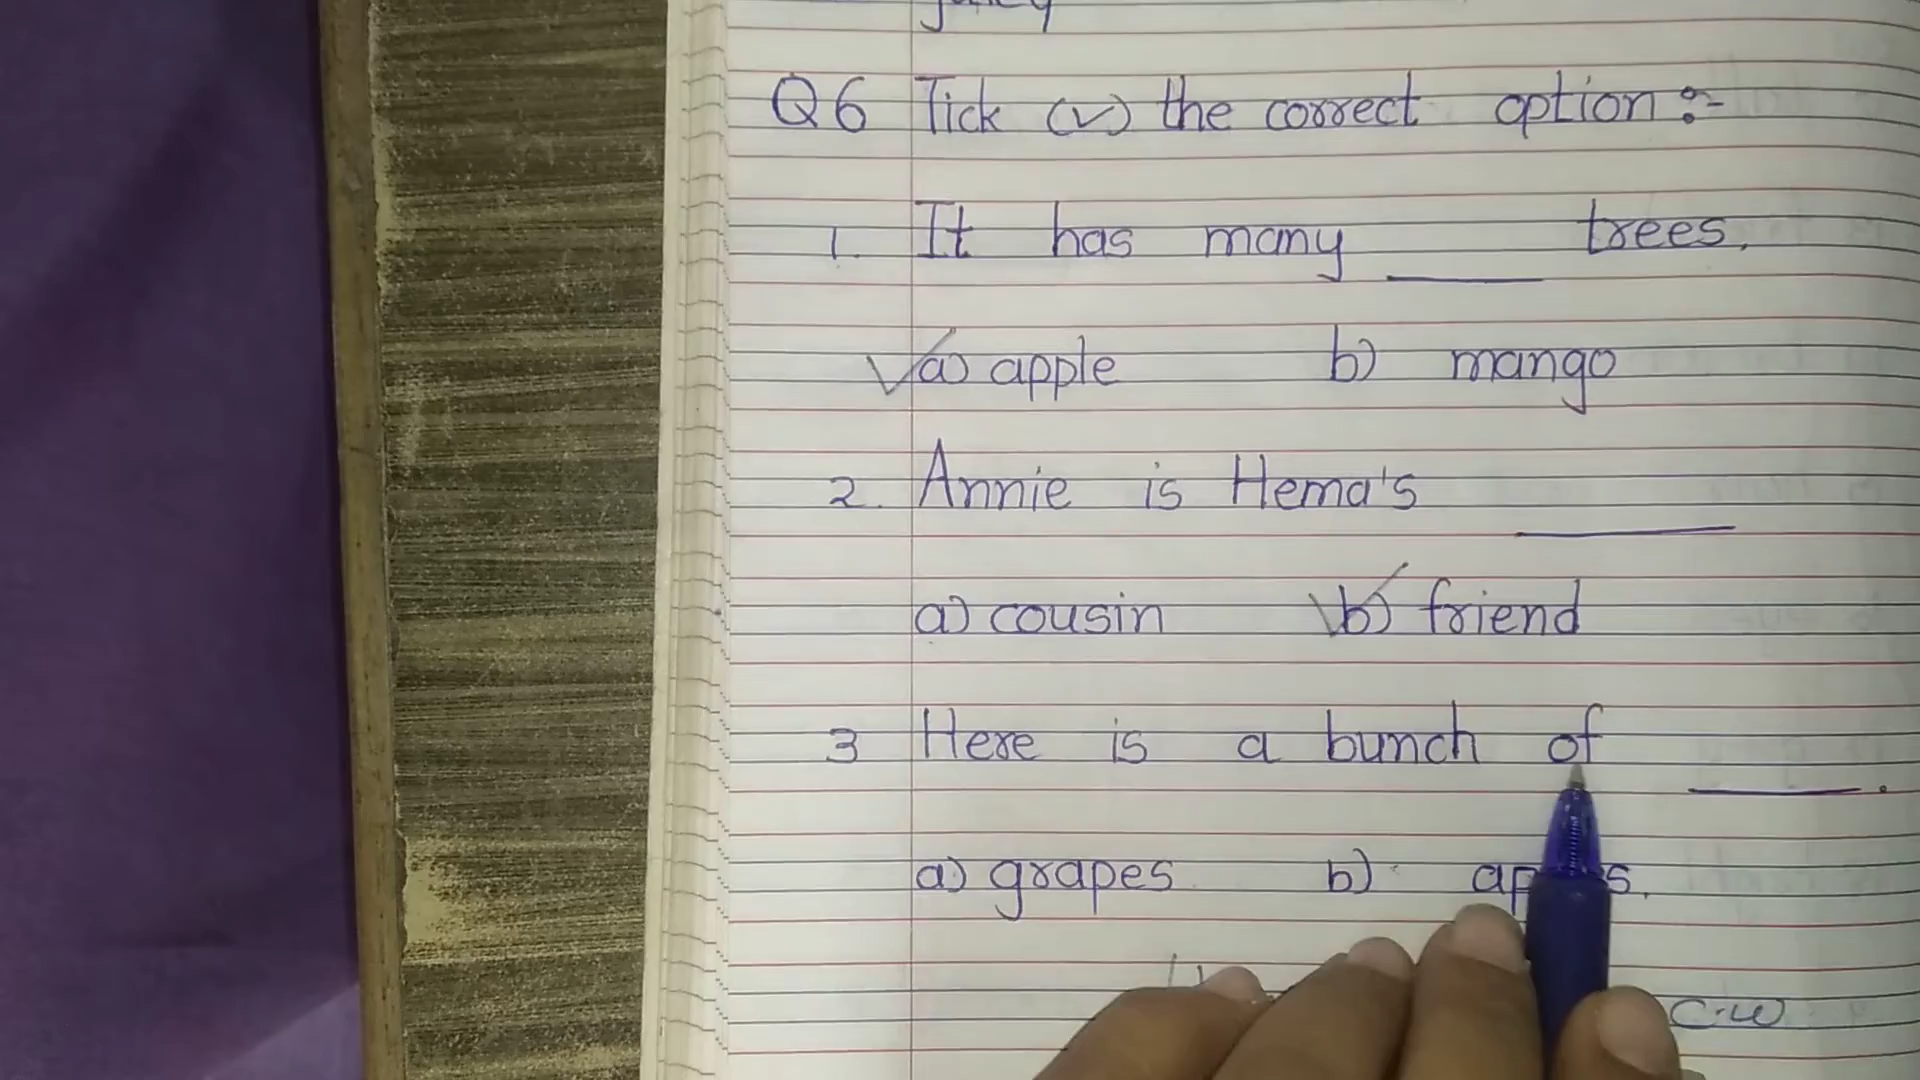 juicy
Q6 Tick (✓) the correct option :-
1. It has many ____ trees.
✓a) apple b) mango
2. Annie is Hema's ____
a) cousin ✓b) friend
3 Here is a bunch of ____.
a) grapes b)
C.W